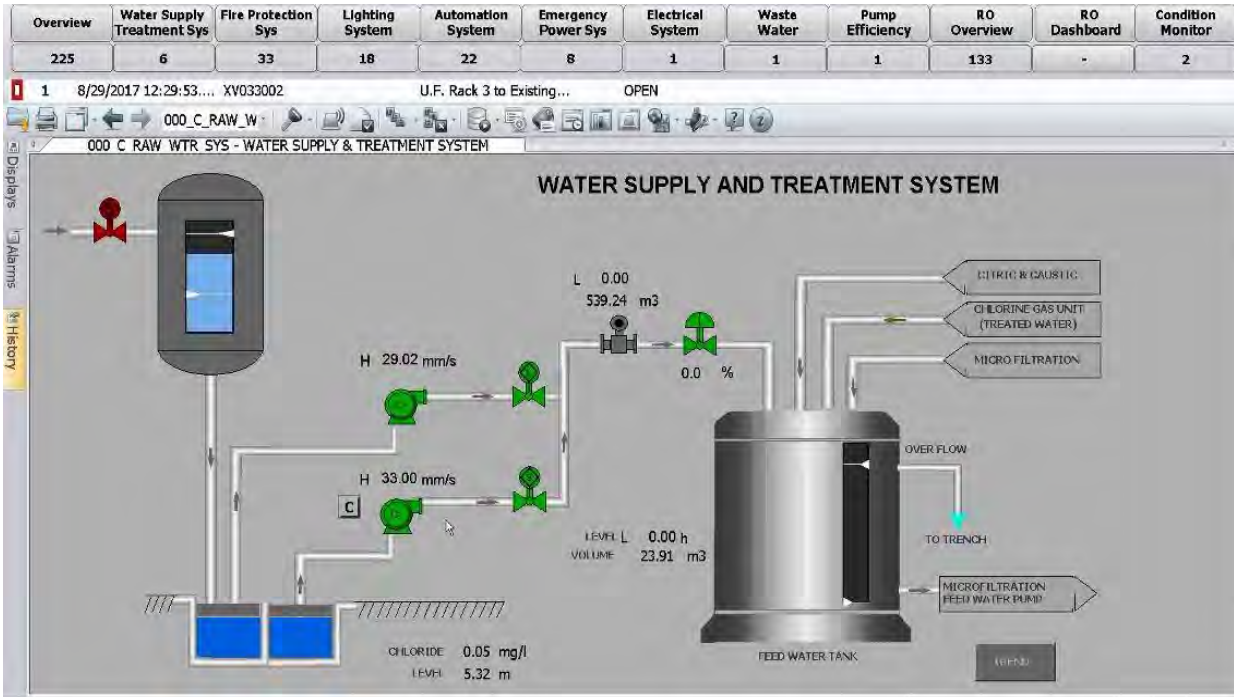 Overview
Water Supply Treatment Sys
Fire Protection Sys
Lighting System
Automation System
Emergency Power Sys
Electrical System
Waste Water
Pump Efficiency
RO Overview
RO Dashboard
Condition Monitor
225 6 33 18 22 8 1 1 1 133 - 2
1 8/29/2017 12:29:53.... XV033002 U.F. Rack 3 to Existing... OPEN
000_C_RAW_W
000 C RAW WTR SYS - WATER SUPPLY & TREATMENT SYSTEM
Displays
Alarms
History
WATER SUPPLY AND TREATMENT SYSTEM
L 0.00
539.24 m3
0.0 %
CITRIC & CAUSTIC
CHLORINE GAS UNIT
(TREATED WATER)
MICRO FILTRATION
H 29.02 mm/s
H 33.00 mm/s
C
OVER FLOW
TO TRENCH
LEVEL L 0.00 h
VOLUME 23.91 m3
MICROFILTRATION
FEED WATER PUMP
CHLORIDE 0.05 mg/l
LEVEL 5.32 m
FEED WATER TANK
TREND